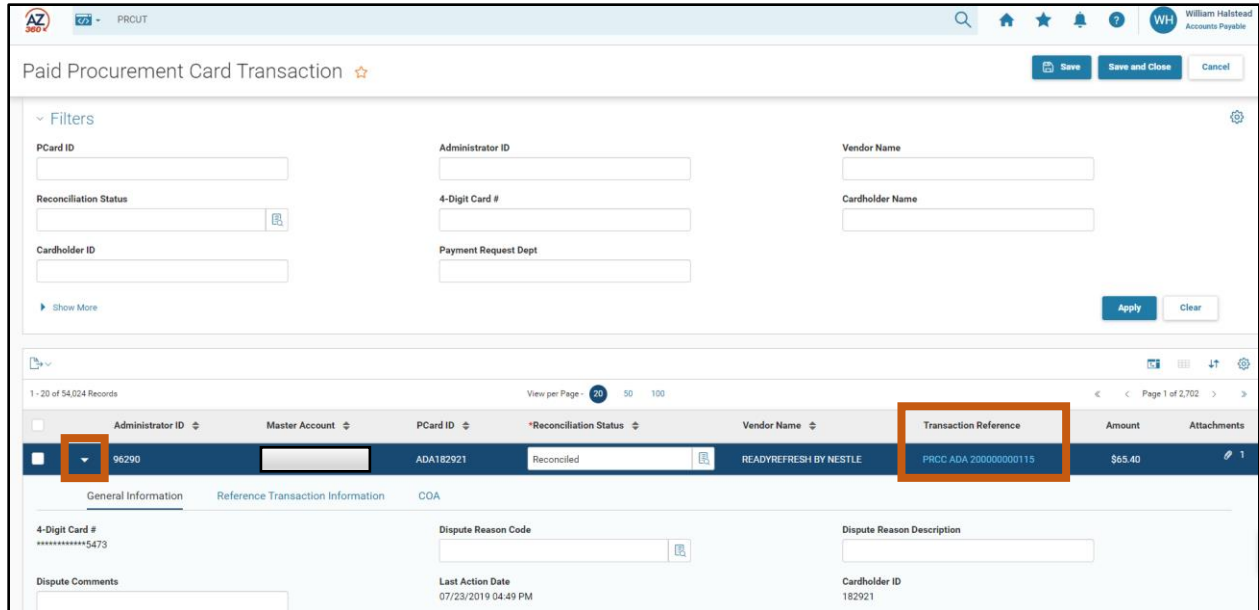 AZ 360 PRCUT WH William Halstead
Accounts Payable
Paid Procurement Card Transaction Save Save and Close Cancel
Filters
PCard ID Administrator ID Vendor Name
Reconciliation Status 4-Digit Card # Cardholder Name
Cardholder ID Payment Request Dept
Show More Apply Clear
1 - 20 of 54,024 Records View per Page - 20 50 100 Page 1 of 2,702
Administrator ID Master Account PCard ID *Reconciliation Status Vendor Name Transaction Reference Amount Attachments
96290 ADA182921 Reconciled READYREFRESH BY NESTLE PRCC ADA 200000000115 $65.40 1
General Information Reference Transaction Information COA
4-Digit Card # Dispute Reason Code Dispute Reason Description
************5473
Dispute Comments Last Action Date Cardholder ID
07/23/2019 04:49 PM 182921